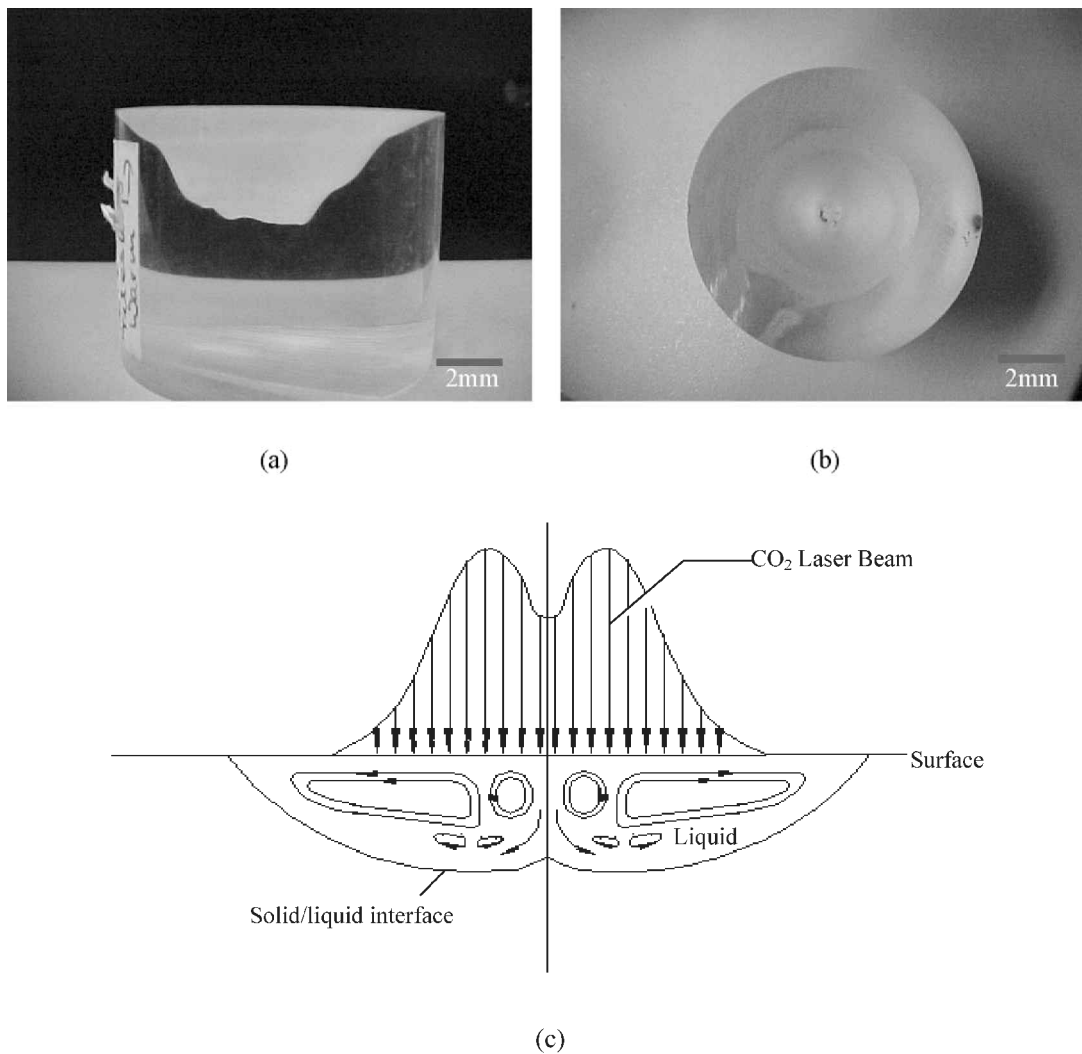 2mm
2mm
(a)
(b)
CO₂ Laser Beam
Surface
Liquid
Solid/liquid interface
(c)